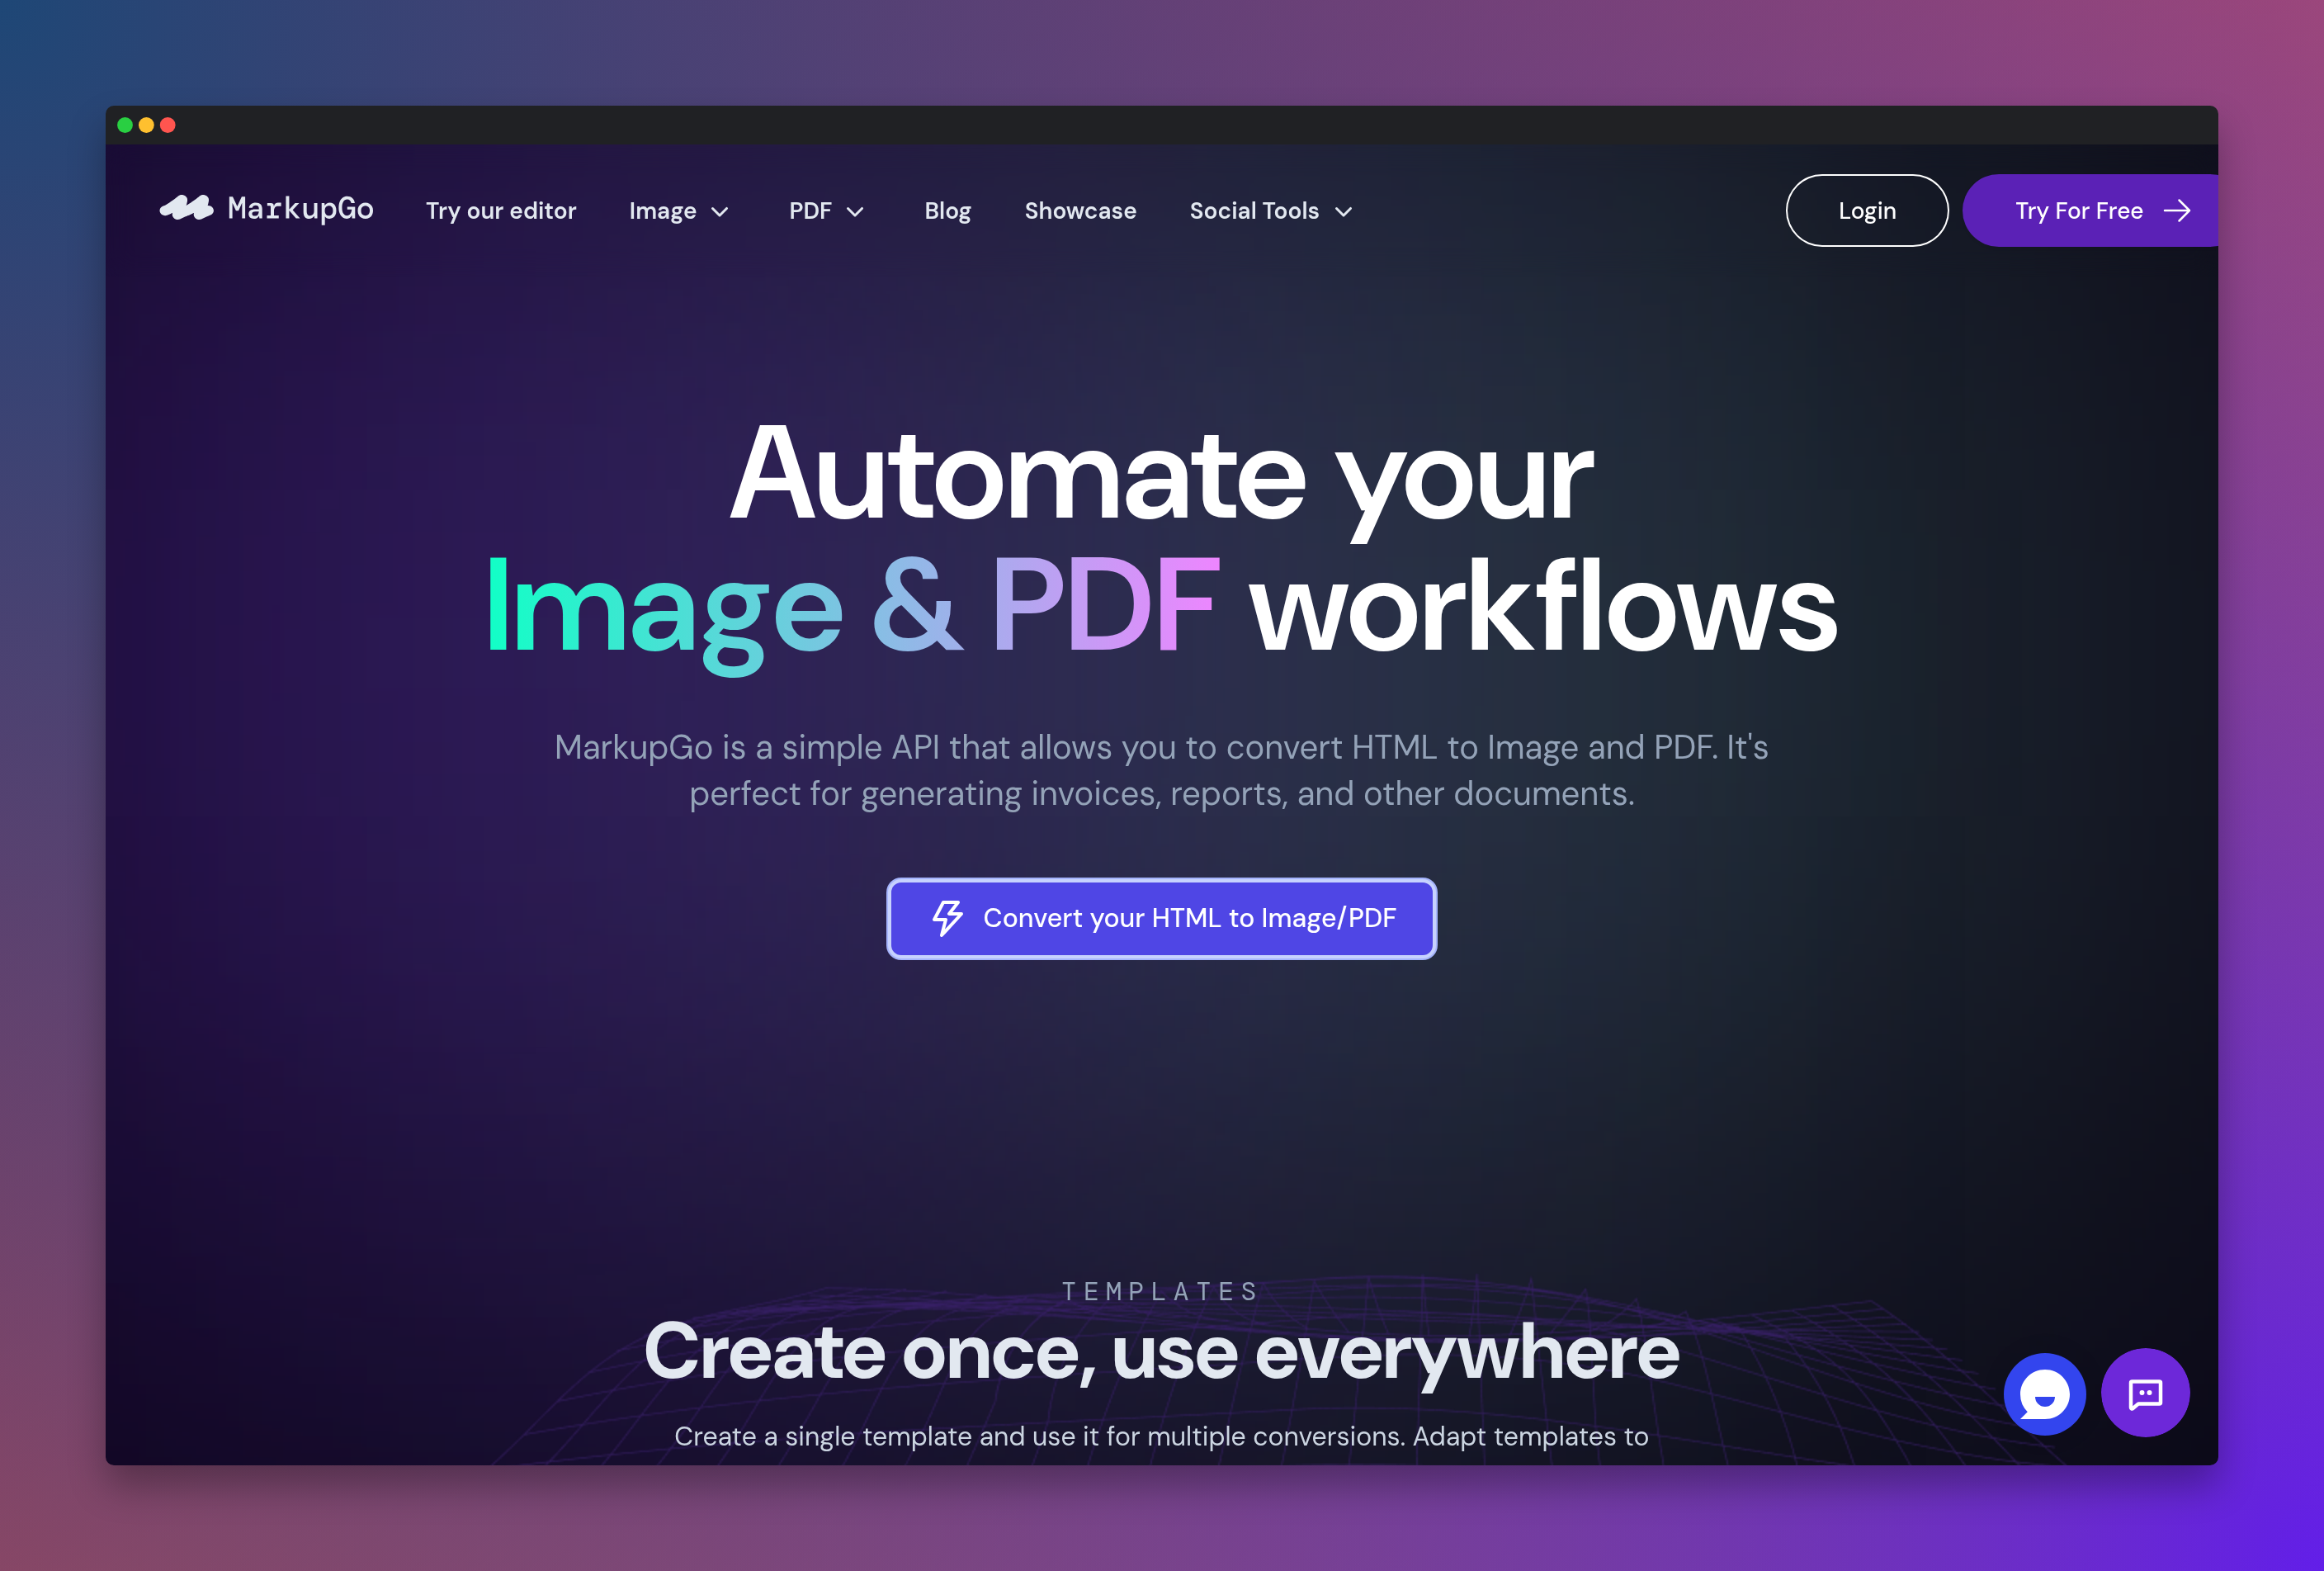 MarkupGo
Try our editor
Image
PDF
Blog
Showcase
Social Tools
Login
Try For Free
Automate your
Image & PDF workflows
MarkupGo is a simple API that allows you to convert HTML to Image and PDF. It's
perfect for generating invoices, reports, and other documents.
Convert your HTML to Image/PDF
TEMPLATES
Create once, use everywhere
Create a single template and use it for multiple conversions. Adapt templates to